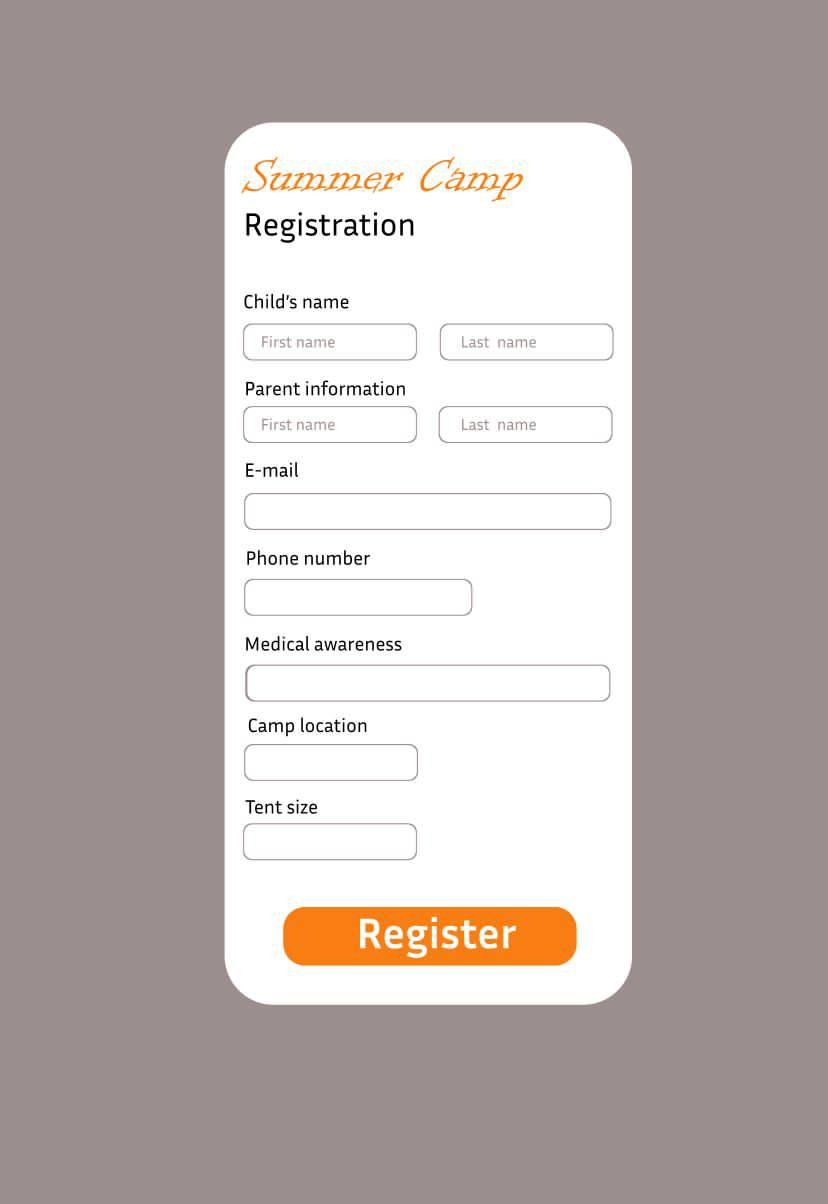 Summer Camp
Registration
Child's name
First name Last name
Parent information
First name Last name
E-mail
Phone number
Medical awareness
Camp location
Tent size
Register